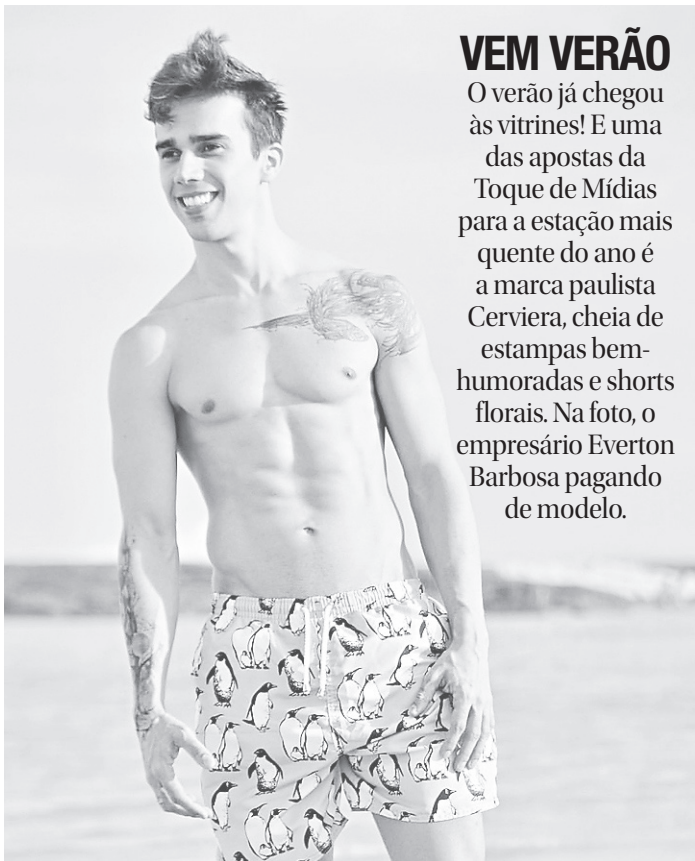 VEM VERÃO
O verão já chegou
às vitrines! E uma
das apostas da
Toque de Mídias
para a estação mais
quente do ano é
a marca paulista
Cerviera, cheia de
estampas bem-
humoradas e shorts
florais. Na foto, o
empresário Everton
Barbosa pagando
de modelo.